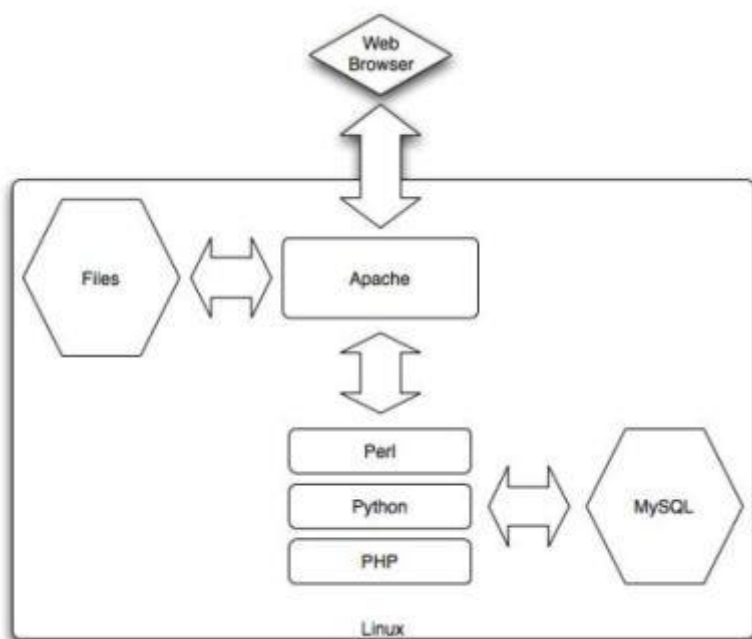 Web
Browser
Files
Apache
Perl
Python
MySQL
PHP
Linux